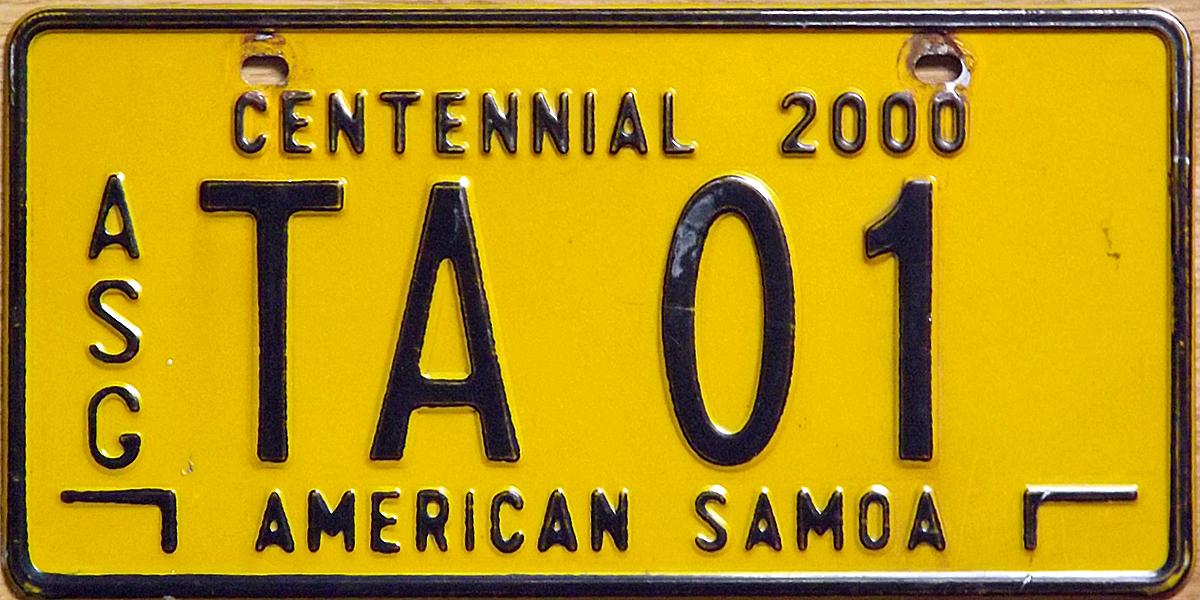 CENTENNIAL 2000
ASG
TA 01
AMERICAN SAMOA